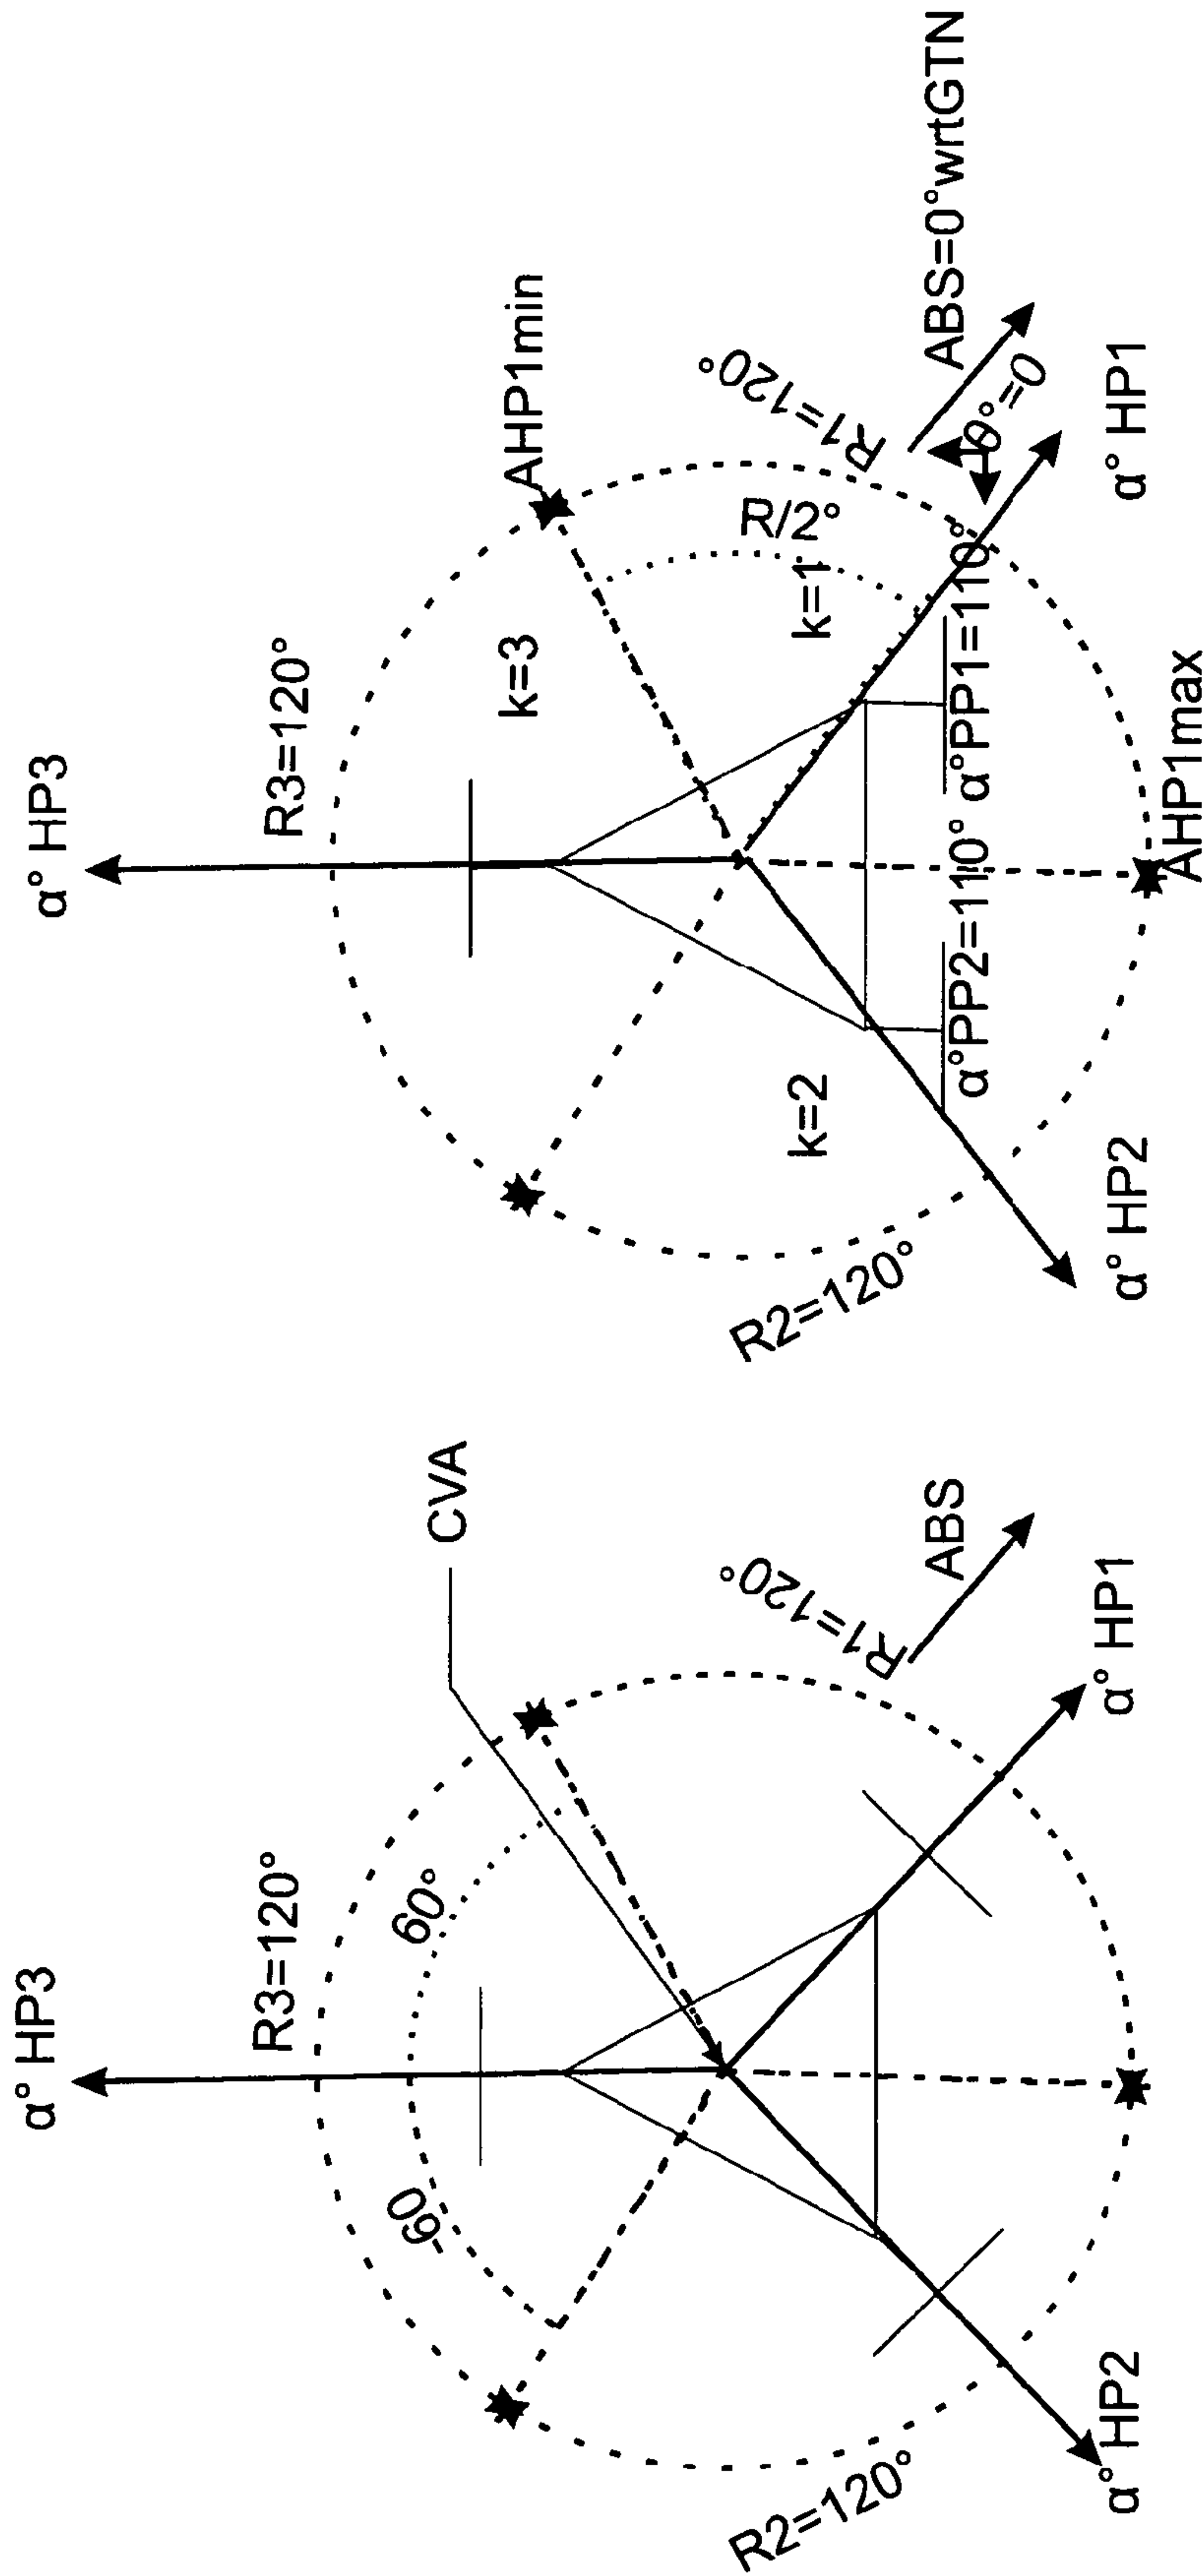 α° HP3
R3=120°
-60
60°
CVA
R2=120°
R1=120°
ABS
α° HP2
α° HP1
α° HP3
R3=120°
AHP1min
k=3
R/2°
k=1
k=2
R1=120°
R2=120°
ABS=0°wrtGTN
θ°=0
α°PP2=110°
α°PP1=110°
α° HP2
α° HP1
AHP1max